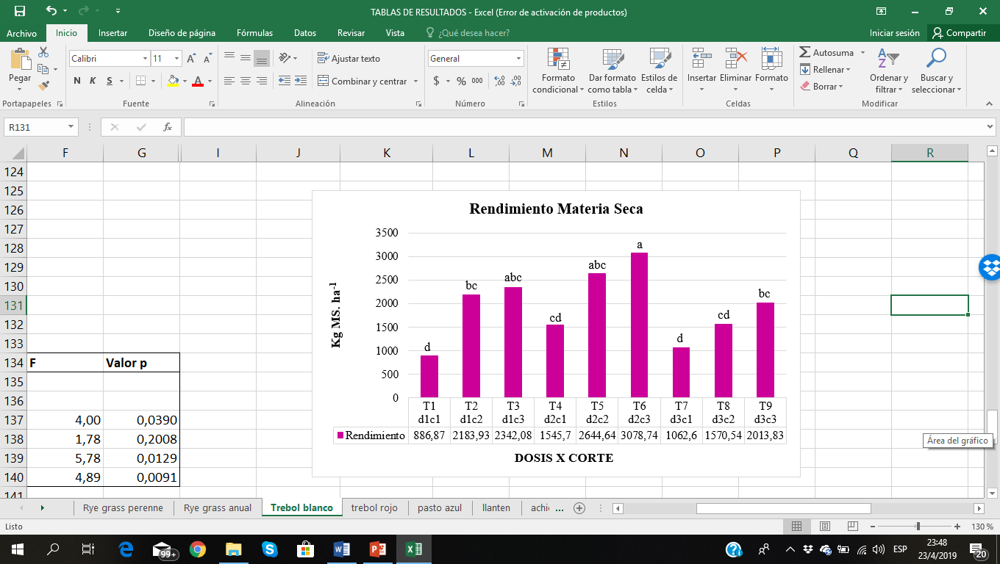 TABLAS DE RESULTADOS - Excel (Error de activación de productos)
Archivo Inicio Insertar Diseño de página Fórmulas Datos Revisar Vista ¿Qué desea hacer? Iniciar sesión Compartir
Pegar
Calibri 11
N K S
Ajustar texto
Combinar y centrar
General
$ % 000
Formato condicional
Dar formato como tabla
Estilos de celda
Insertar Eliminar Formato
Autosuma
Rellenar
Borrar
Ordenar y filtrar
Buscar y seleccionar
Portapapeles Fuente Alineación Número Estilos Celdas Modificar
R131 fx
F G I J K L M N O P Q R
124
125
126
127
128
129
130
131
132
133
134 F Valor p
135
136
137 4,00 0,0390
138 1,78 0,2008
139 5,78 0,0129
140 4,89 0,0091
141
Rendimiento Materia Seca
Kg MS. ha-1
3500
3000
2500
2000
1500
1000
500
0
d bc abc cd abc a d cd bc
T1 T2 T3 T4 T5 T6 T7 T8 T9
d1c1 d1c2 d1c3 d2c1 d2c2 d2c3 d3c1 d3c2 d3c3
Rendimiento 886,87 2183,93 2342,08 1545,7 2644,64 3078,74 1062,6 1570,54 2013,83
DOSIS X CORTE
Área del gráfico
Rye grass perenne Rye grass anual Trebol blanco trebol rojo pasto azul llanten achi ...
Listo 130 %
99+ ESP 23:48
23/4/2019
20